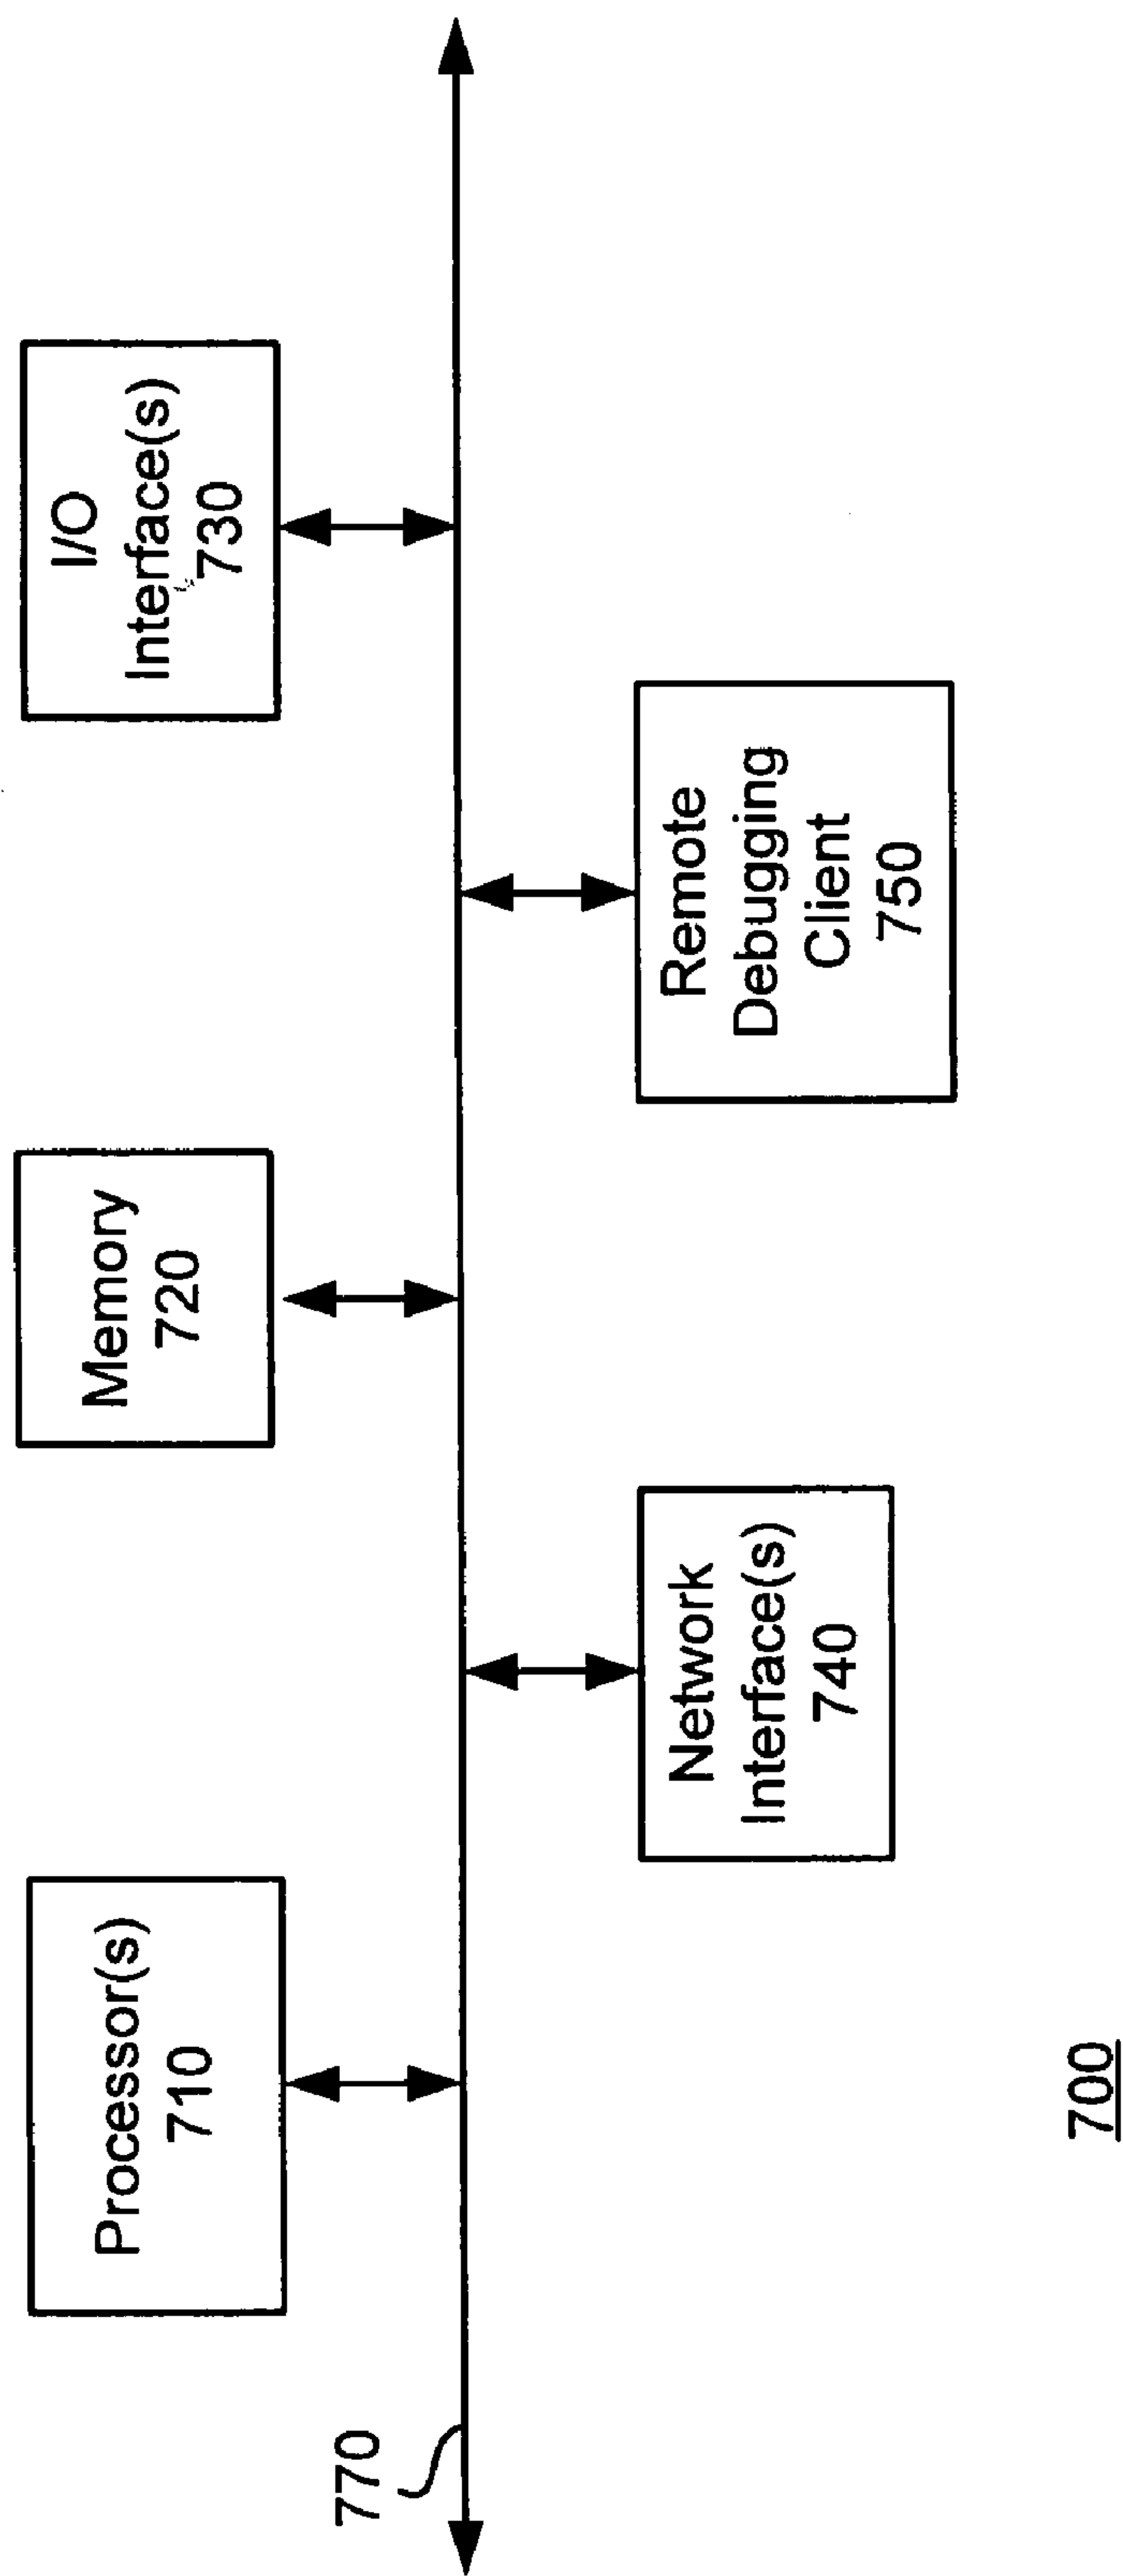 Processor(s)
710
Memory
720
I/O
Interface(s)
730
770
Network
Interface(s)
740
Remote
Debugging
Client
750
700